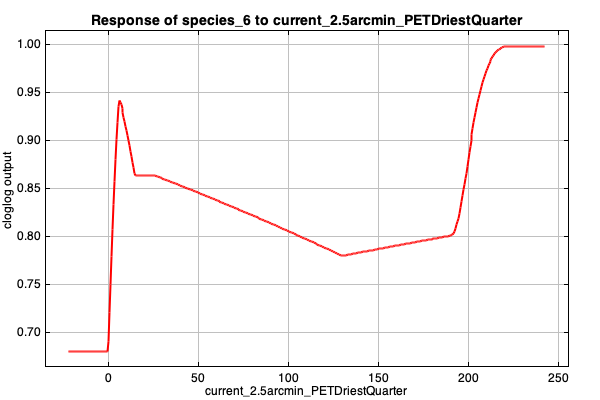 Response of species_6 to current_2.5arcmin_PETDriestQuarter
cloglog output
1.00
0.95
0.90
0.85
0.80
0.75
0.70
0 50 100 150 200 250
current_2.5arcmin_PETDriestQuarter